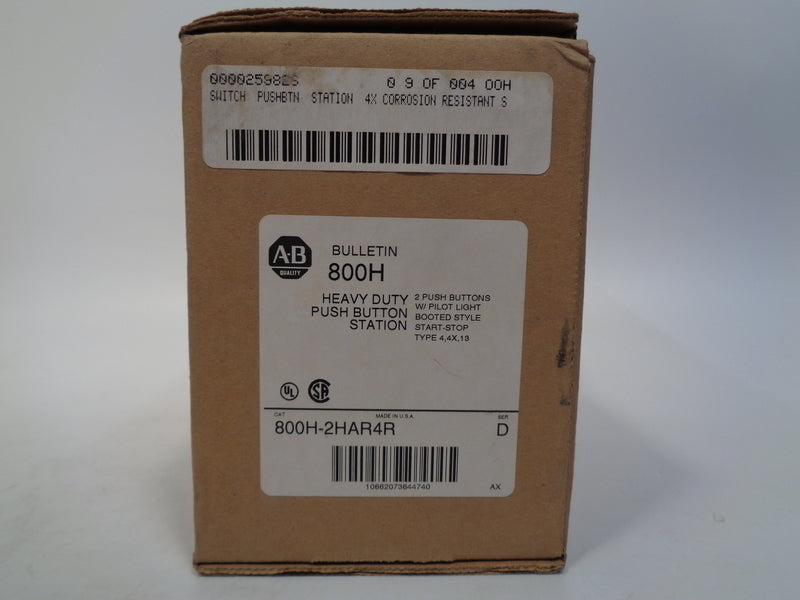 0 9 OF 004 00H
SWITCH PUSHBTN STATION 4X CORROSION RESISTANT S
A-B
QUALITY
BULLETIN
800H
HEAVY DUTY
PUSH BUTTON
STATION
2 PUSH BUTTONS
W/ PILOT LIGHT
BOOTED STYLE
START-STOP
TYPE 4,4X,13
UL
SA
CAT
MADE IN U.S.A.
SER
800H-2HAR4R
D
10662073644740
AX